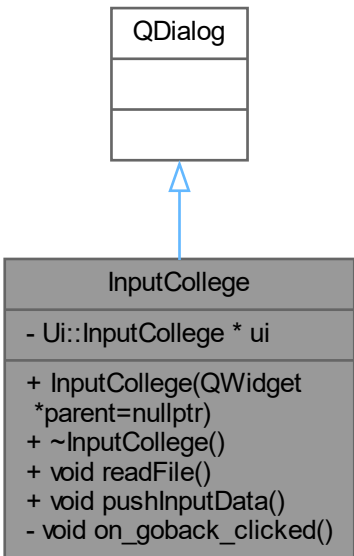 QDialog
InputCollege
- Ui::InputCollege * ui
+ InputCollege(QWidget
*parent=nullptr)
+ ~InputCollege()
+ void readFile()
+ void pushInputData()
- void on_goback_clicked()